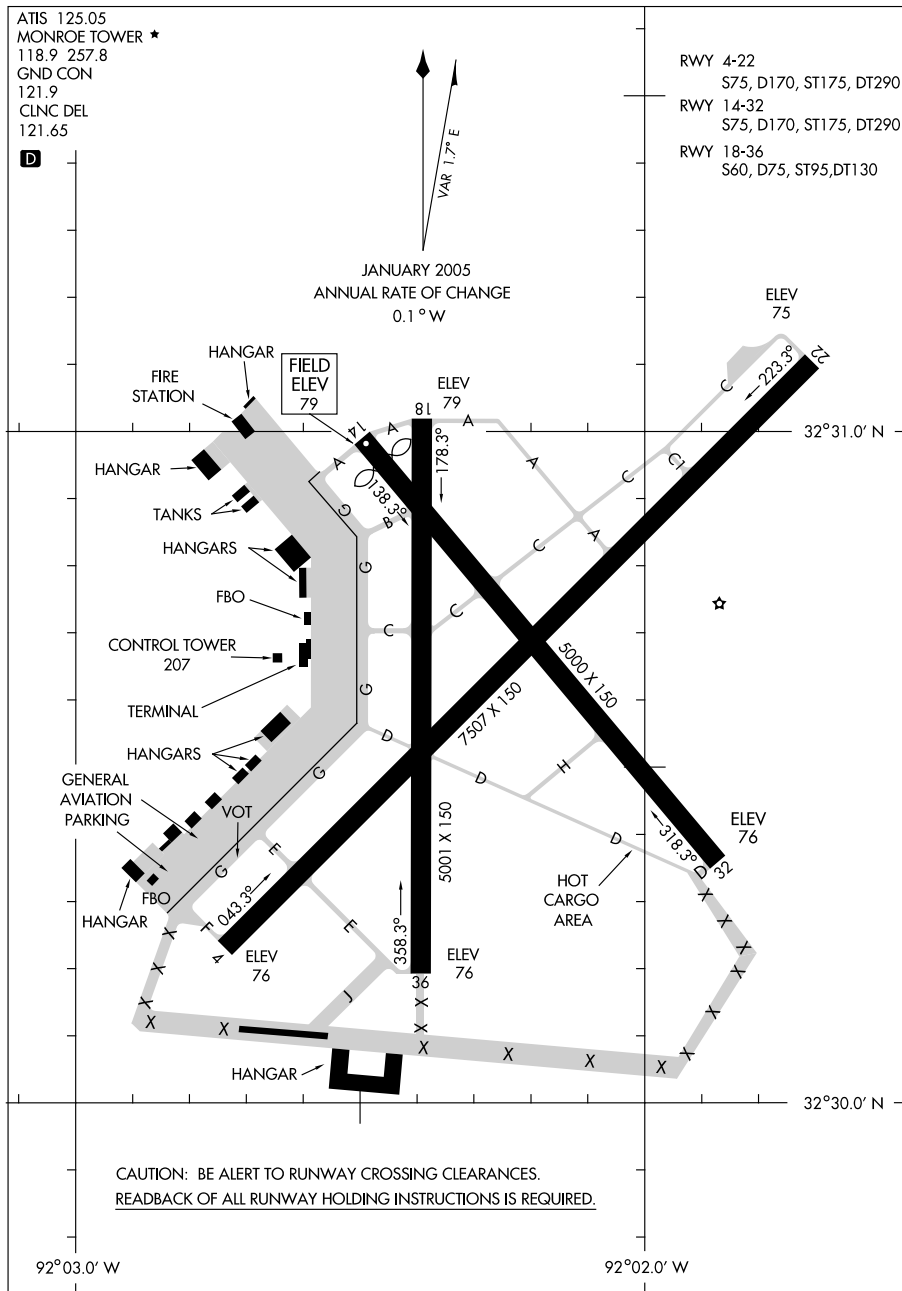 ATIS 125.05
MONROE TOWER ★
118.9 257.8
GND CON
121.9
CLNC DEL
121.65
D
RWY 4-22
S75, D170, ST175, DT290
RWY 14-32
S75, D170, ST175, DT290
RWY 18-36
S60, D75, ST95,DT130
VAR 1.7° E
JANUARY 2005
ANNUAL RATE OF CHANGE
0.1° W
ELEV
75
22
223.3°
C
HANGAR
FIELD
ELEV
79
FIRE
STATION
ELEV
79
18
14
A
A
A
32°31.0' N
178.3°
A
C
C1
C
HANGAR
138.3°
B
G
TANKS
A
C
HANGARS
G
FBO
C
C
CONTROL TOWER
207
5000 X 150
G
TERMINAL
7507 X 150
D
HANGARS
G
D
H
GENERAL
AVIATION
PARKING
VOT
5001 X 150
ELEV
76
318.3°
32
E
D
D
G
HOT
CARGO
AREA
FBO
HANGAR
043.3°
X
F
4
E
358.3°
X
X
ELEV
76
ELEV
76
X
X
X
36
J
X
X
X
X
X
X
X
X
X
X
X
X
HANGAR
32°30.0' N
CAUTION: BE ALERT TO RUNWAY CROSSING CLEARANCES.
READBACK OF ALL RUNWAY HOLDING INSTRUCTIONS IS REQUIRED.
92°03.0' W
92°02.0' W